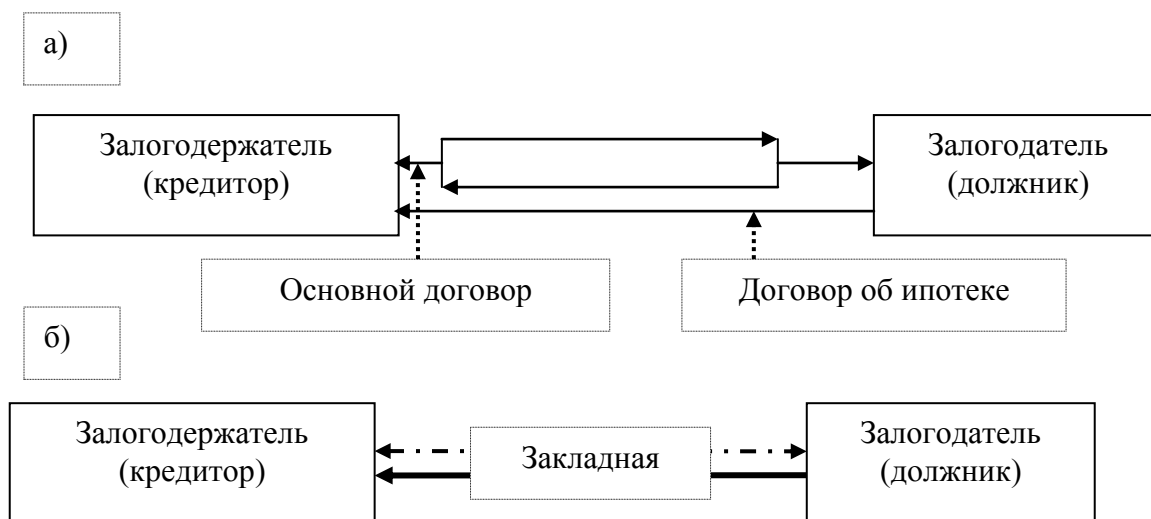 а)
Залогодержатель
(кредитор)
Залогодатель
(должник)
Основной договор
Договор об ипотеке
б)
Залогодержатель
(кредитор)
Закладная
Залогодатель
(должник)